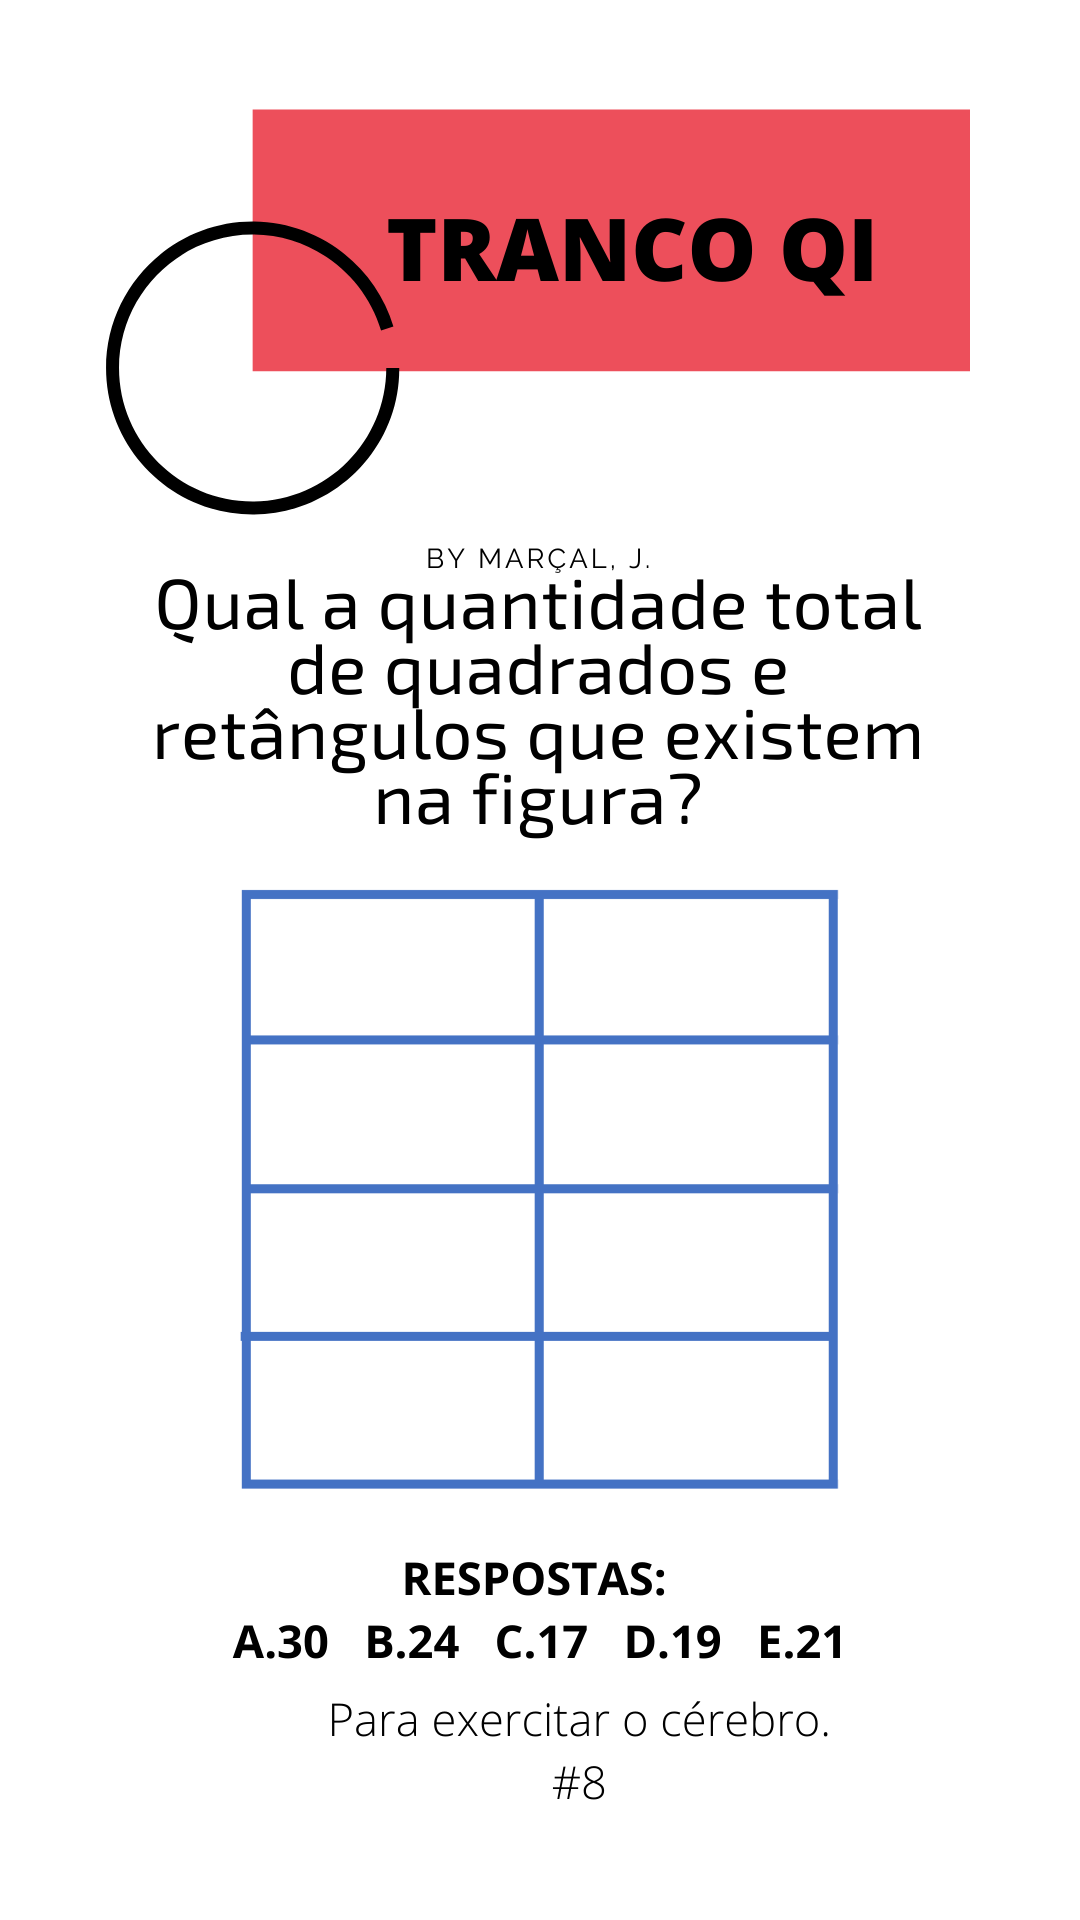 TRANCO QI
BY MARÇAL, J.
Qual a quantidade total
de quadrados e
retângulos que existem
na figura?
RESPOSTAS:
A.30 B.24 C.17 D.19 E.21
Para exercitar o cérebro.
#8